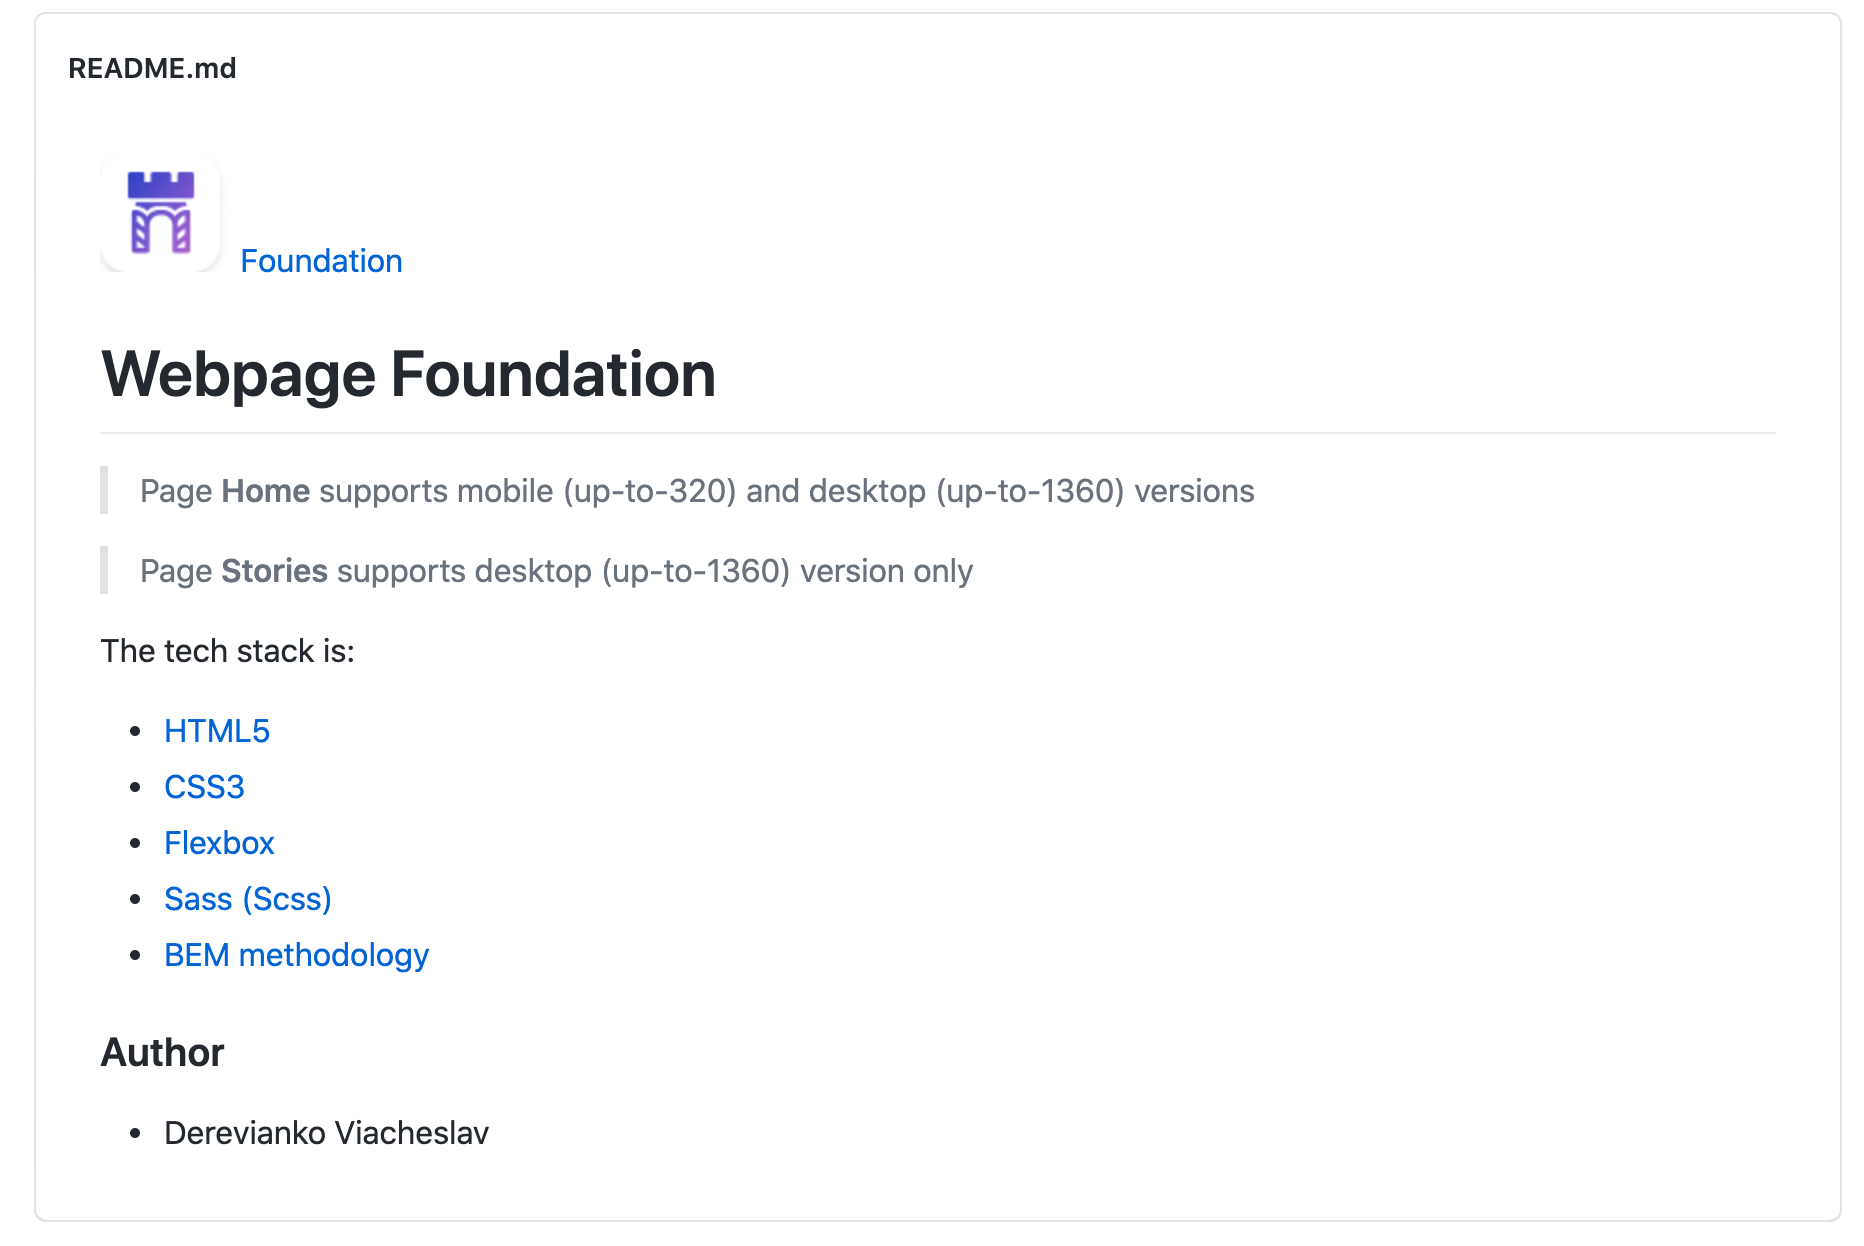 README.md
Foundation
Webpage Foundation
Page Home supports mobile (up-to-320) and desktop (up-to-1360) versions
Page Stories supports desktop (up-to-1360) version only
The tech stack is:
HTML5
CSS3
Flexbox
Sass (Scss)
BEM methodology
Author
Derevianko Viacheslav